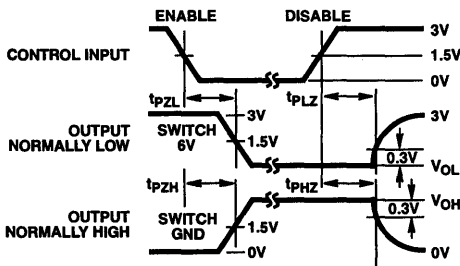 ENABLE DISABLE
CONTROL INPUT
3V
1.5V
0V
tPZL tPLZ
OUTPUT
NORMALLY LOW
SWITCH
6V
3V
1.5V
3V
0.3V
VOL
tPZH tPHZ
OUTPUT
NORMALLY HIGH
SWITCH
GND
1.5V
0V
VOH
0.3V
0V